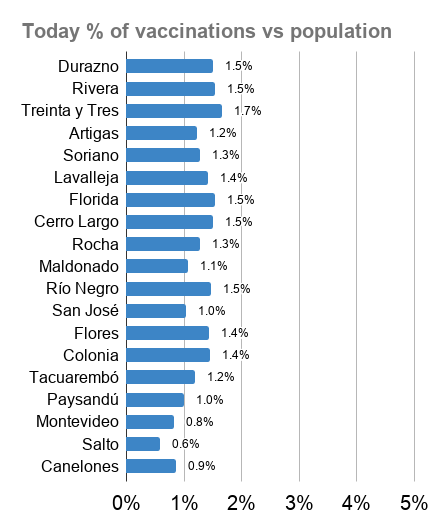 Today % of vaccinations vs population
Durazno 1.5%
Rivera 1.5%
Treinta y Tres 1.7%
Artigas 1.2%
Soriano 1.3%
Lavalleja 1.4%
Florida 1.5%
Cerro Largo 1.5%
Rocha 1.3%
Maldonado 1.1%
Río Negro 1.5%
San José 1.0%
Flores 1.4%
Colonia 1.4%
Tacuarembó 1.2%
Paysandú 1.0%
Montevideo 0.8%
Salto 0.6%
Canelones 0.9%
0% 1% 2% 3% 4% 5%